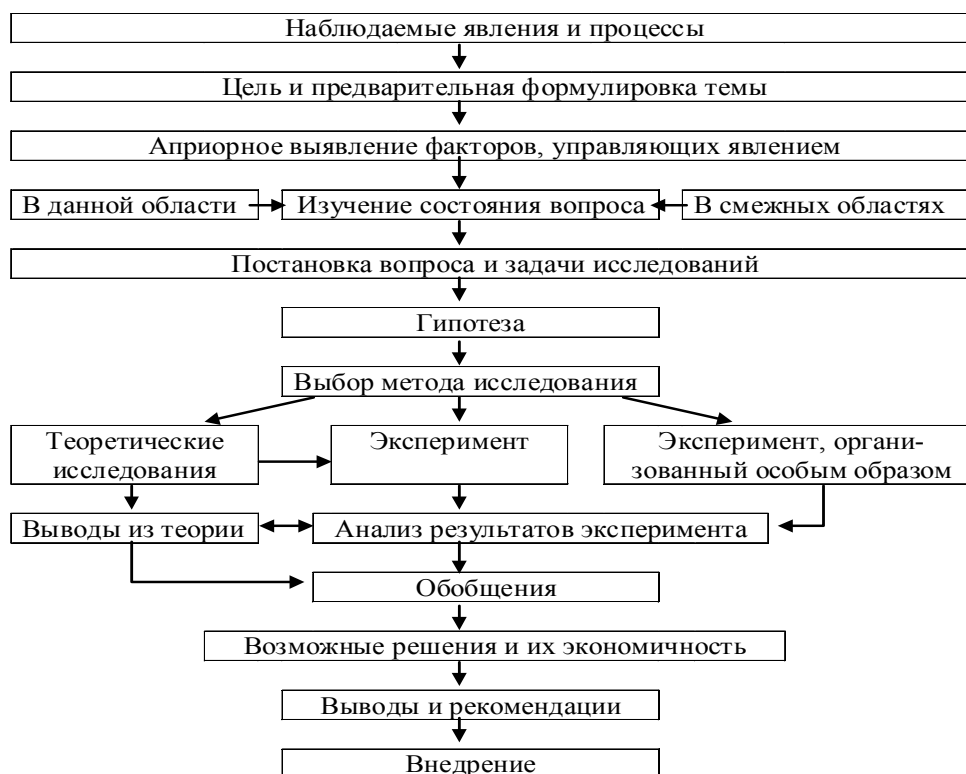 Наблюдаемые явления и процессы
Цель и предварительная формулировка темы
Априорное выявление факторов, управляющих явлением
В данной области
Изучение состояния вопроса
В смежных областях
Постановка вопроса и задачи исследований
Гипотеза
Выбор метода исследования
Теоретические
исследования
Эксперимент
Эксперимент, органи-
зованный особым образом
Выводы из теории
Анализ результатов эксперимента
Обобщения
Возможные решения и их экономичность
Выводы и рекомендации
Внедрение